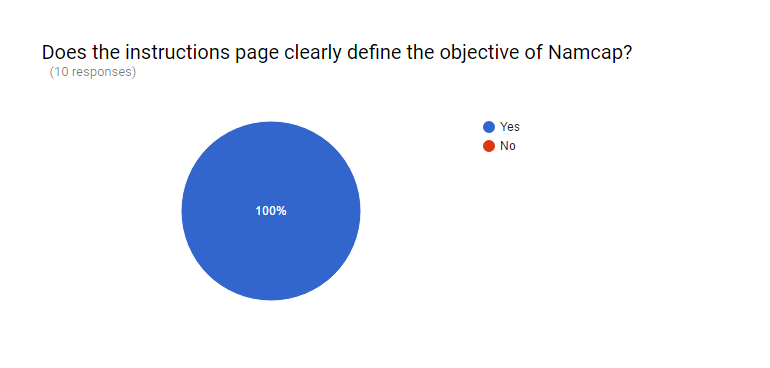 Does the instructions page clearly define the objective of Namcap?
(10 responses)
Yes
No
100%